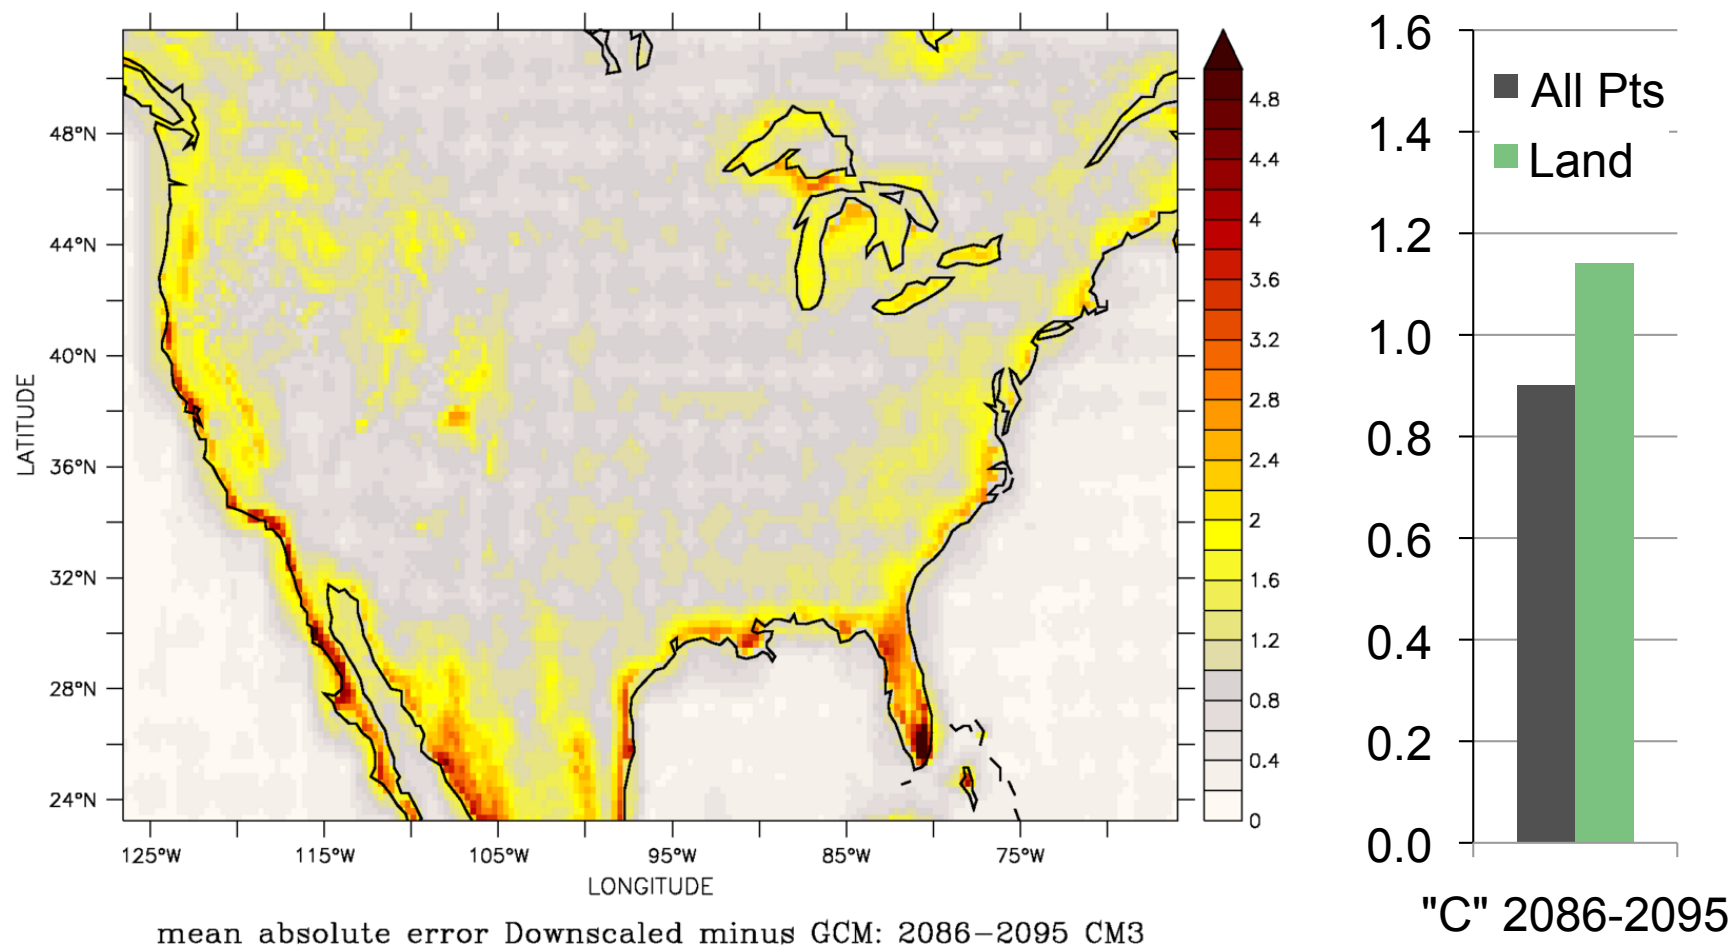 48°N
44°N
40°N
36°N
32°N
28°N
24°N
LATITUDE
125°W 115°W 105°W 95°W 85°W 75°W
LONGITUDE
mean absolute error Downscaled minus GCM: 2086-2095 CM3
4.8
4.4
4
3.6
3.2
2.8
2.4
2
1.6
1.2
0.8
0.4
0
1.6
1.4
1.2
1.0
0.8
0.6
0.4
0.2
0.0
All Pts
Land
"C" 2086-2095